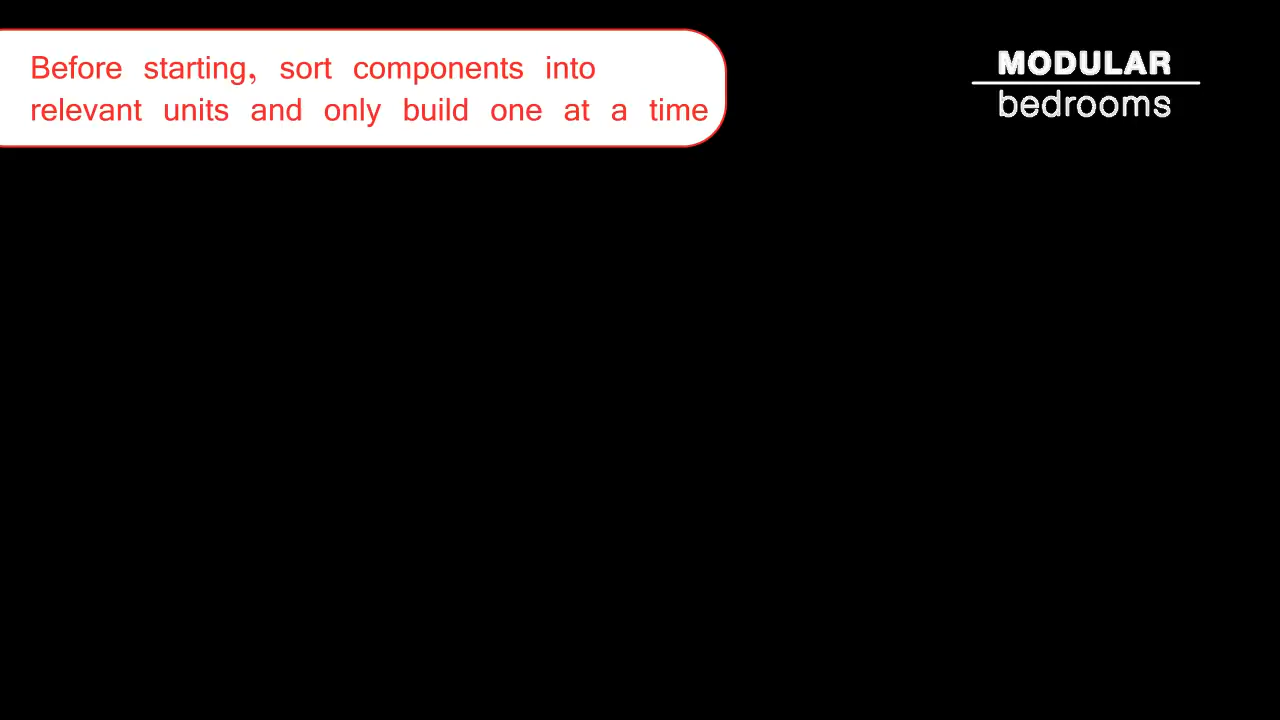 Before starting, sort components into
relevant units and only build one at a time
MODULAR
bedrooms